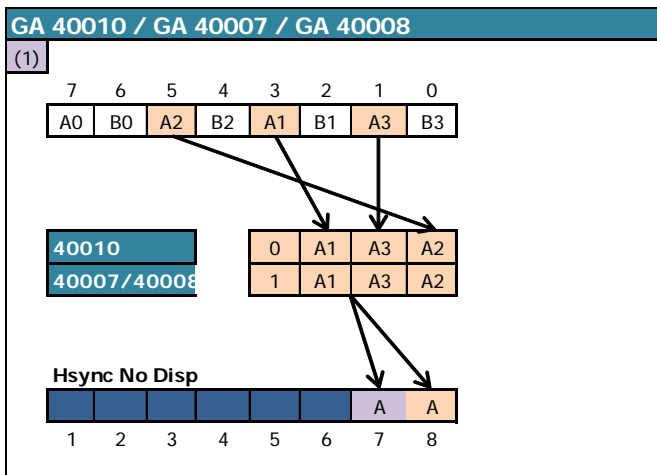 GA 40010 / GA 40007 / GA 40008
(1)
7 6 5 4 3 2 1 0
A0 B0 A2 B2 A1 B1 A3 B3
40010 0 A1 A3 A2
40007/40008 1 A1 A3 A2
Hsync No Disp
A A
1 2 3 4 5 6 7 8